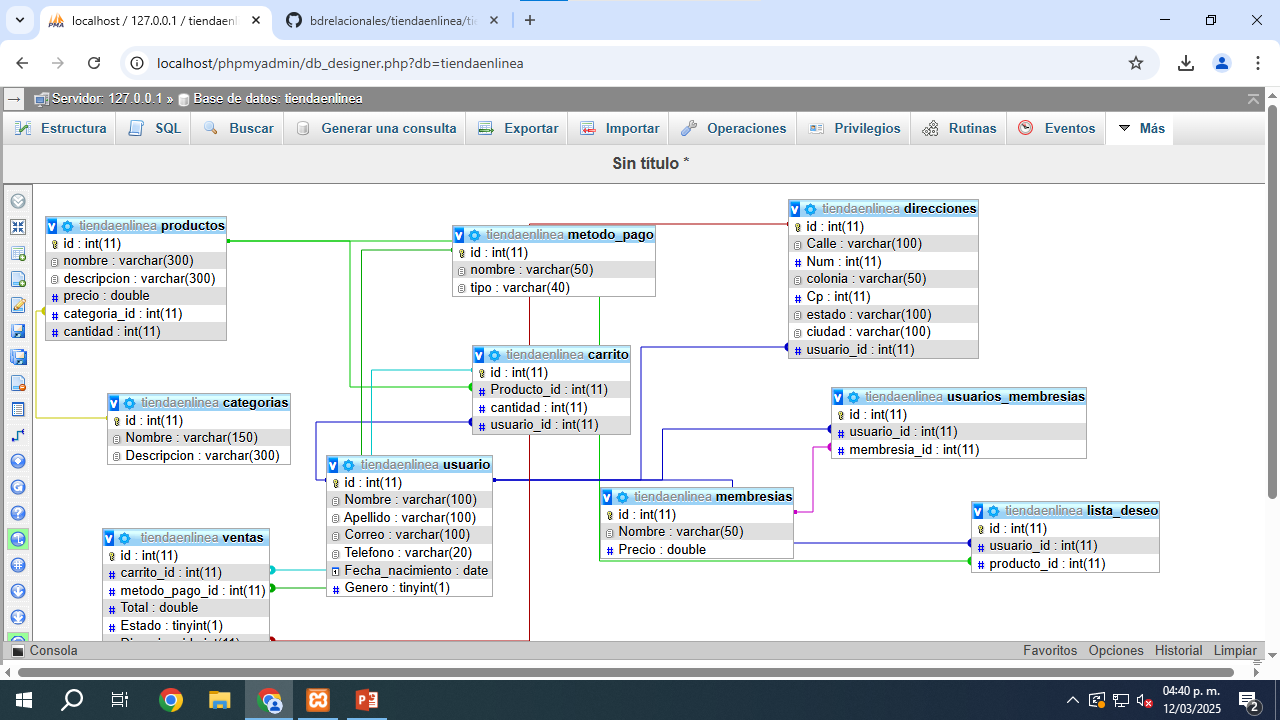 localhost / 127.0.0.1 / tiendaenl
bdrelacionales/tiendaenlinea/tie
localhost/phpmyadmin/db_designer.php?db=tiendaenlinea
Servidor: 127.0.0.1 » Base de datos: tiendaenlinea
Estructura SQL Buscar Generar una consulta Exportar Importar Operaciones Privilegios Rutinas Eventos Más
Sin título *
tiendaenlinea productos
id : int(11)
nombre : varchar(300)
descripcion : varchar(300)
precio : double
categoria_id : int(11)
cantidad : int(11)
tiendaenlinea metodo_pago
id : int(11)
nombre : varchar(50)
tipo : varchar(40)
tiendaenlinea direcciones
id : int(11)
Calle : varchar(100)
Num : int(11)
colonia : varchar(50)
Cp : int(11)
estado : varchar(100)
ciudad : varchar(100)
usuario_id : int(11)
tiendaenlinea carrito
id : int(11)
Producto_id : int(11)
cantidad : int(11)
usuario_id : int(11)
tiendaenlinea categorias
id : int(11)
Nombre : varchar(150)
Descripcion : varchar(300)
tiendaenlinea usuarios_membresias
id : int(11)
usuario_id : int(11)
membresia_id : int(11)
tiendaenlinea usuario
id : int(11)
Nombre : varchar(100)
Apellido : varchar(100)
Correo : varchar(100)
Telefono : varchar(20)
Fecha_nacimiento : date
Genero : tinyint(1)
tiendaenlinea membresias
id : int(11)
Nombre : varchar(50)
Precio : double
tiendaenlinea lista_deseo
id : int(11)
usuario_id : int(11)
producto_id : int(11)
tiendaenlinea ventas
id : int(11)
carrito_id : int(11)
metodo_pago_id : int(11)
Total : double
Estado : tinyint(1)
Consola Favoritos Opciones Historial Limpiar
04:40 p. m.
12/03/2025
2